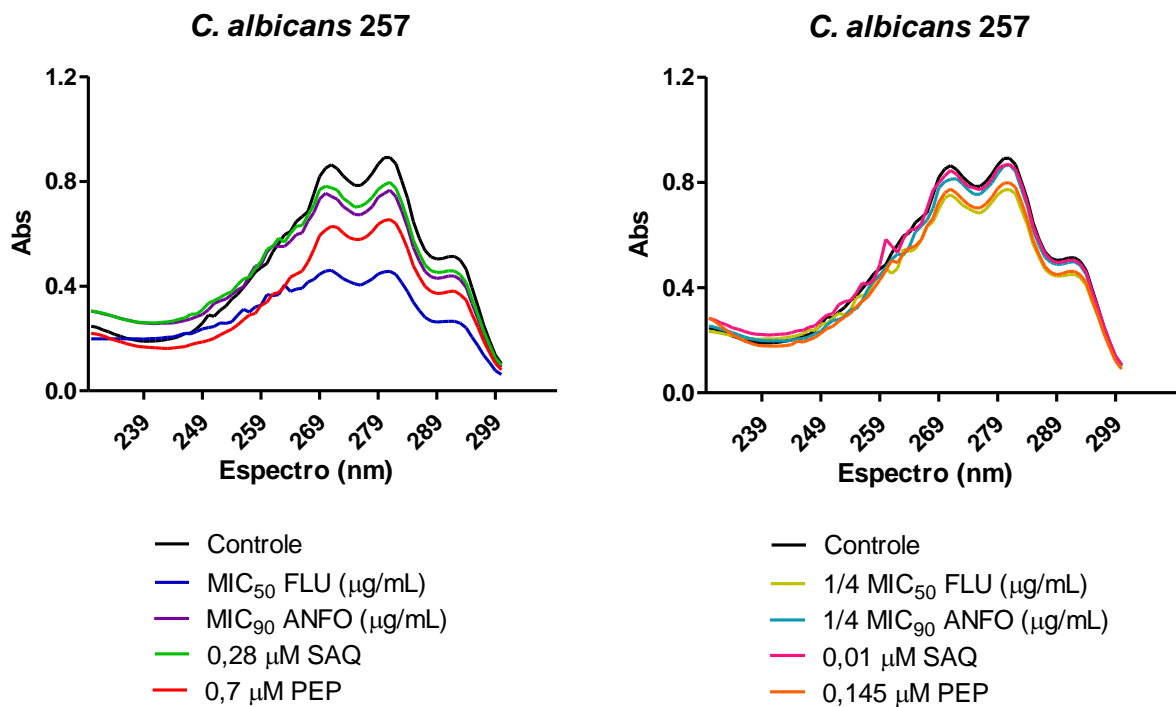 C. albicans 257
1.2
0.8
0.4
0.0
Abs
239 249 259 269 279 289 299
Espectro (nm)
Controle
MIC50 FLU (μg/mL)
MIC90 ANFO (μg/mL)
0,28 μM SAQ
0,7 μM PEP
C. albicans 257
1.2
0.8
0.4
0.0
Abs
239 249 259 269 279 289 299
Espectro (nm)
Controle
1/4 MIC50 FLU (μg/mL)
1/4 MIC90 ANFO (μg/mL)
0,01 μM SAQ
0,145 μM PEP